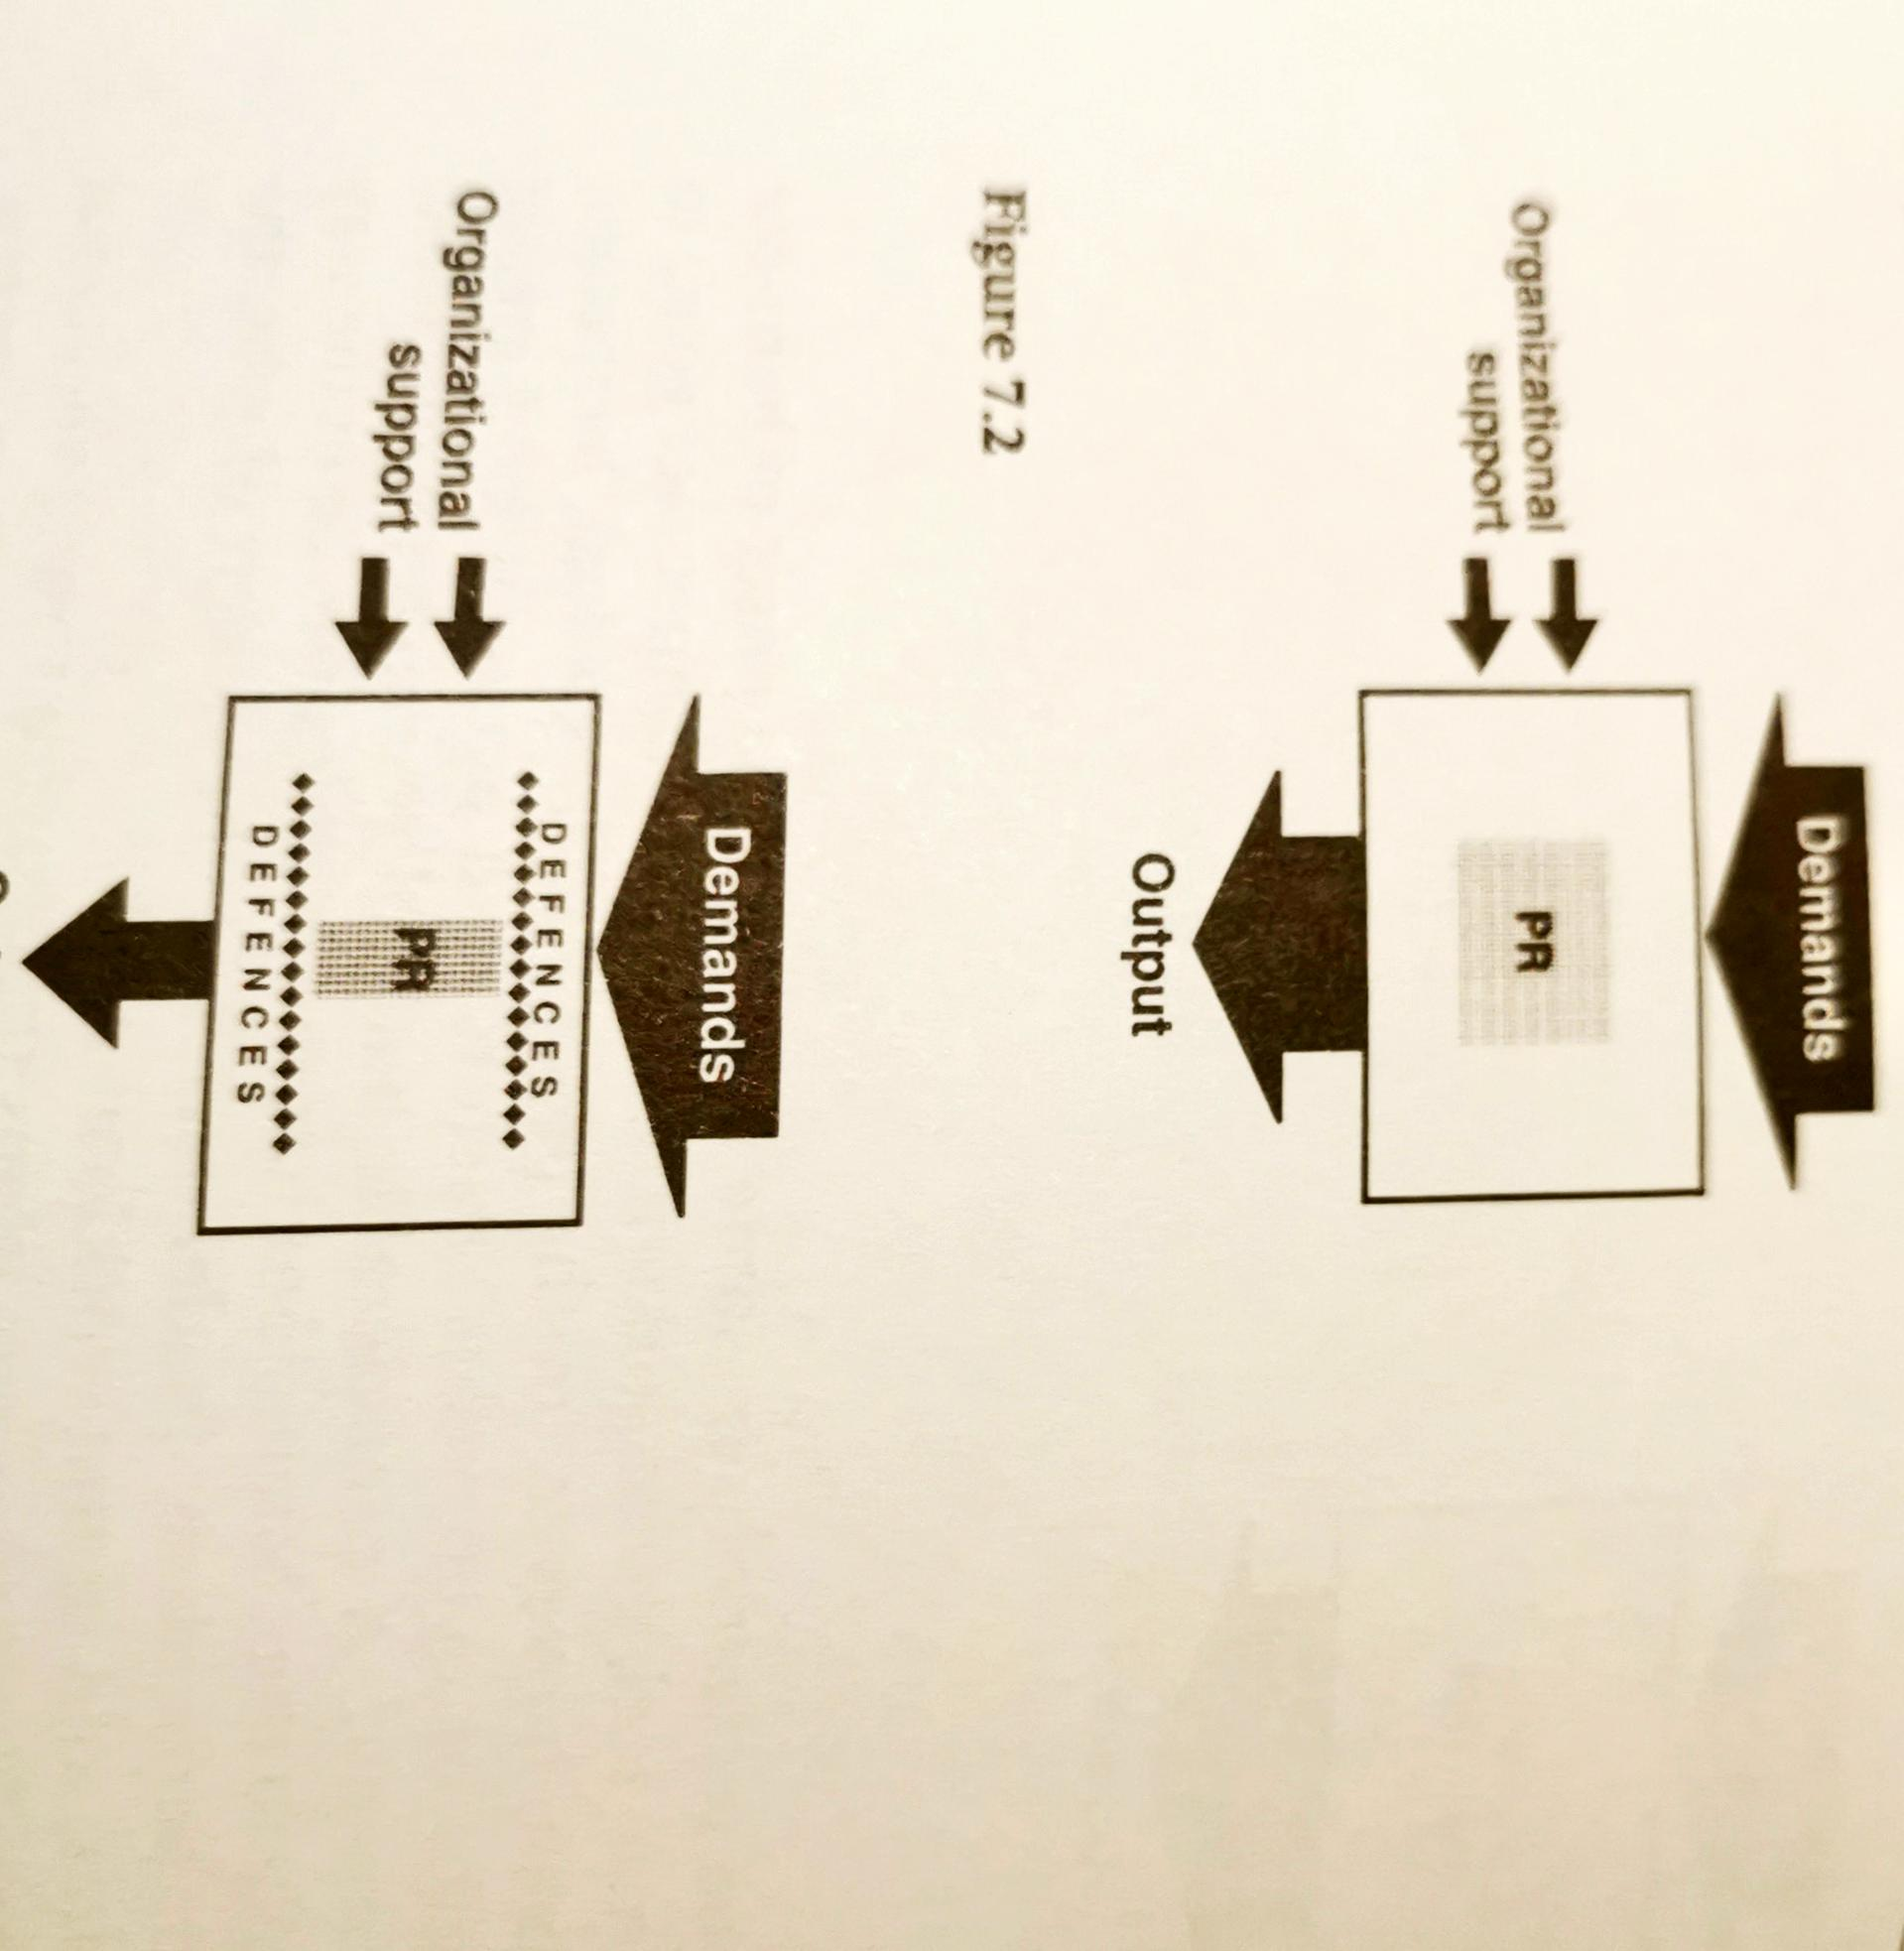 Demands
Organizational
support
PR
Output
Figure 7.2
Demands
Organizational
support
DEFENCES
PR
DEFENCES